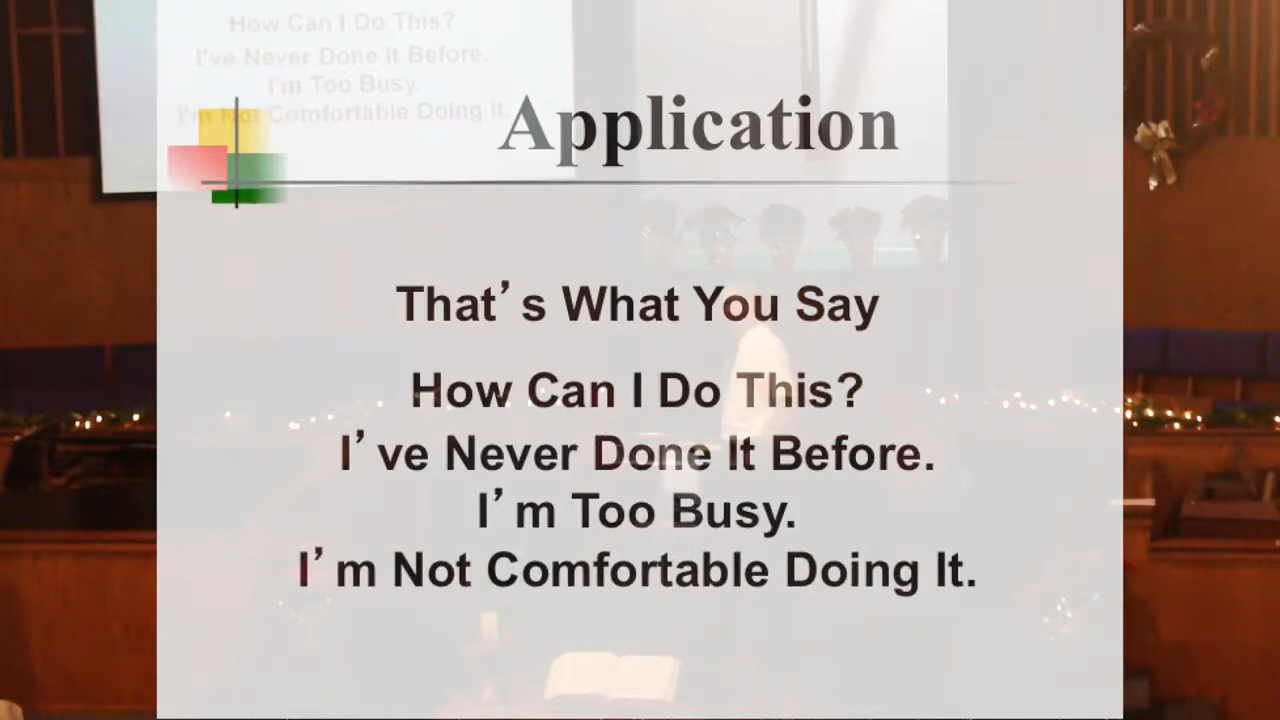 How Can I Do This?
I've Never Done It Before.
I'm Too Busy.
I'm Not Comfortable Doing It.
Application
That's What You Say
How Can I Do This?
I've Never Done It Before.
I'm Too Busy.
I'm Not Comfortable Doing It.